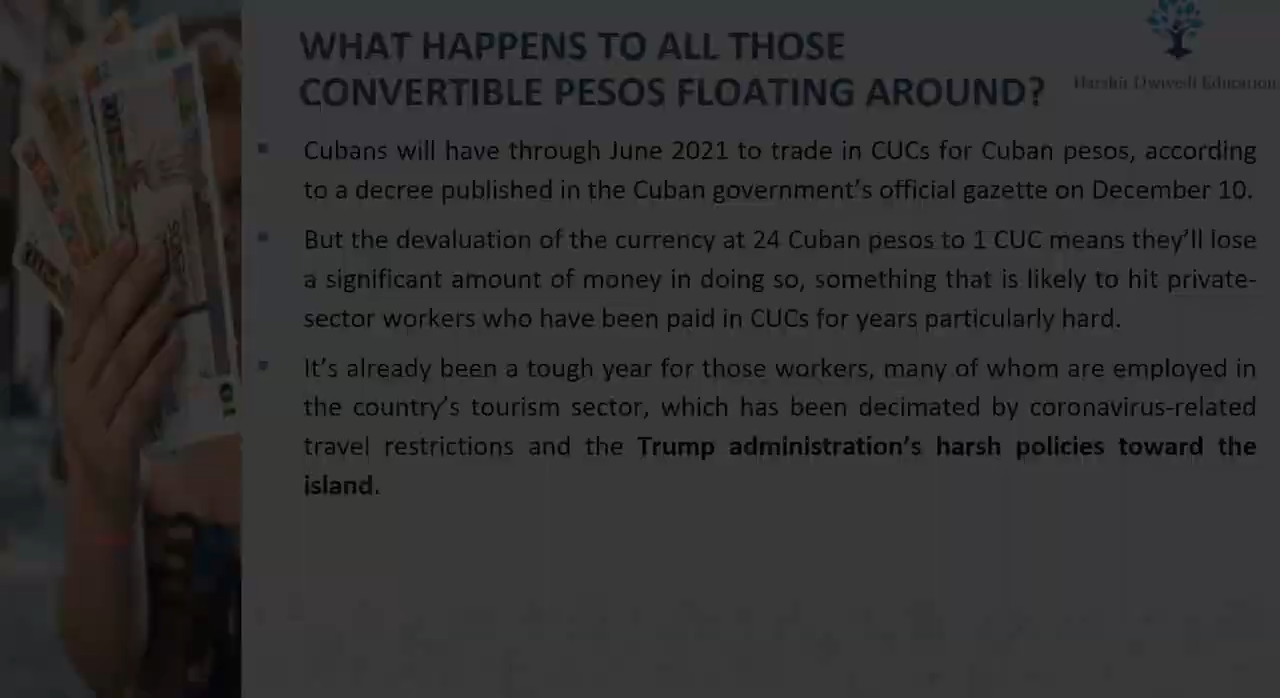 WHAT HAPPENS TO ALL THOSE
CONVERTIBLE PESOS FLOATING AROUND?
Harshit Dwivedi Education
Cubans will have through June 2021 to trade in CUCs for Cuban pesos, according
to a decree published in the Cuban government's official gazette on December 10.
But the devaluation of the currency at 24 Cuban pesos to 1 CUC means they'll lose
a significant amount of money in doing so, something that is likely to hit private-
sector workers who have been paid in CUCs for years particularly hard.
It's already been a tough year for those workers, many of whom are employed in
the country's tourism sector, which has been decimated by coronavirus-related
travel restrictions and the Trump administration's harsh policies toward the
island.